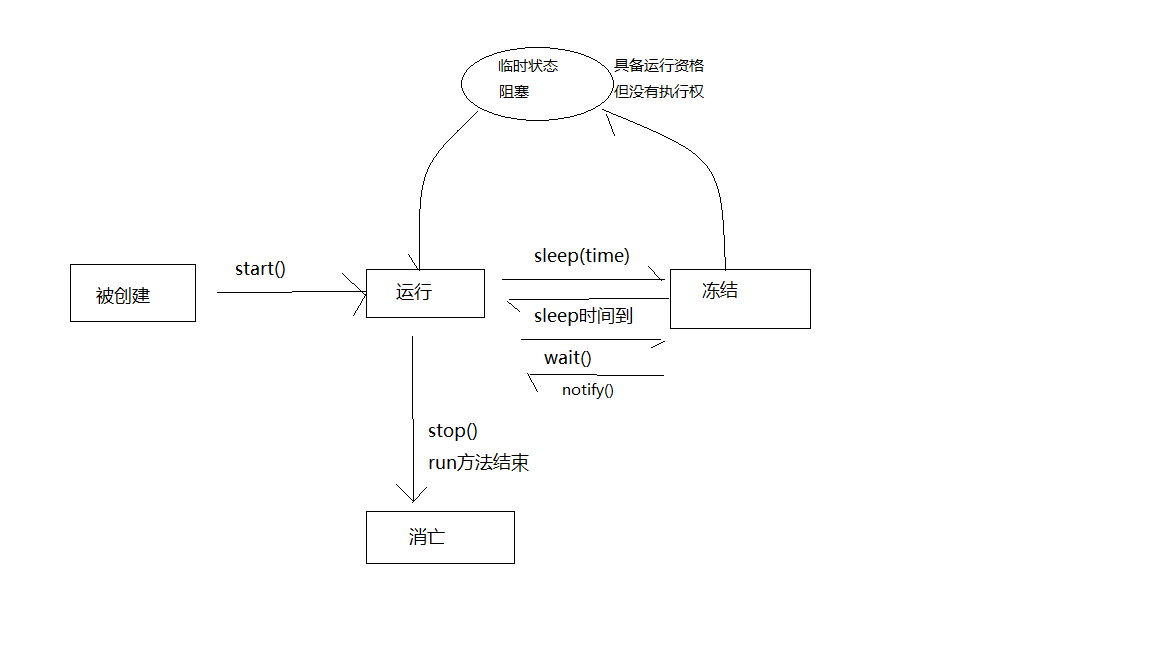 临时状态
阻塞
具备运行资格
但没有执行权
被创建
start()
运行
sleep(time)
sleep时间到
wait()
notify()
冻结
stop()
run方法结束
消亡